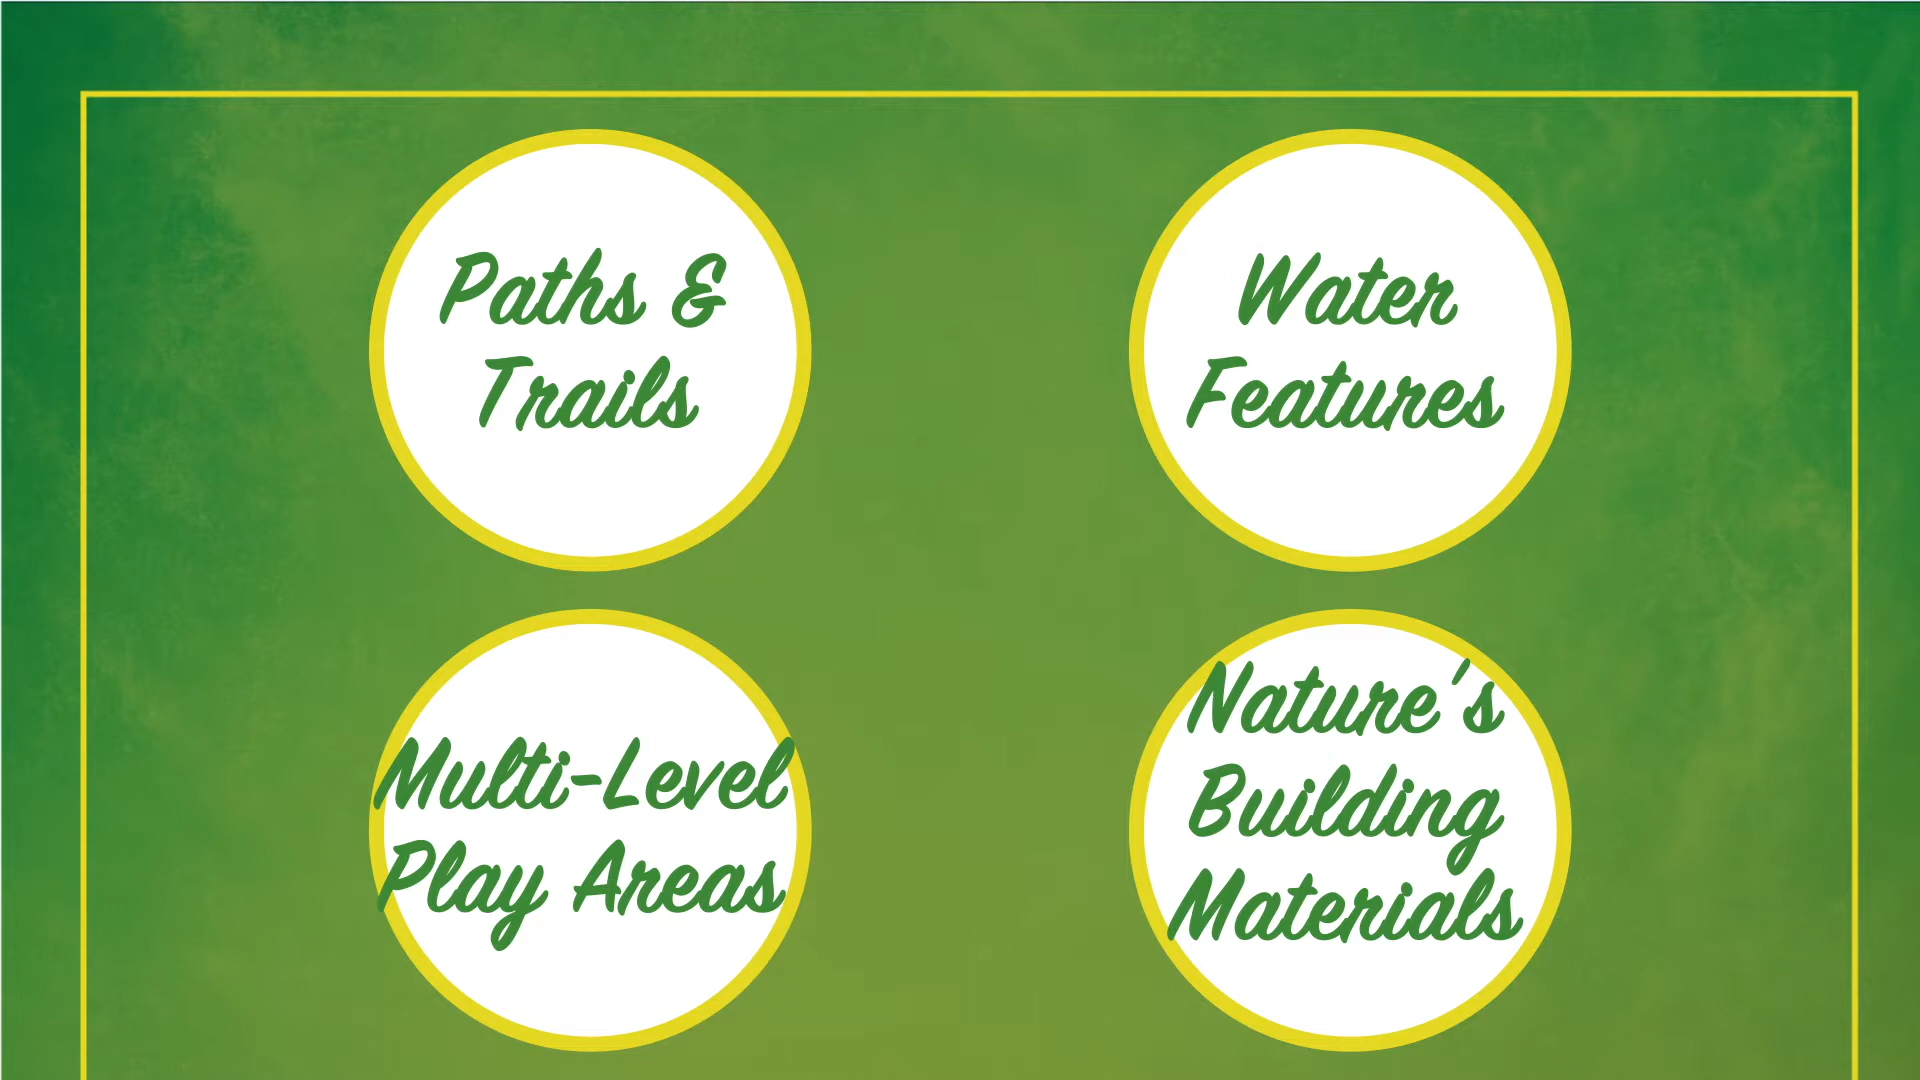 Paths &
Trails
Water
Features
Multi-Level
Play Areas
Nature's
Building
Materials